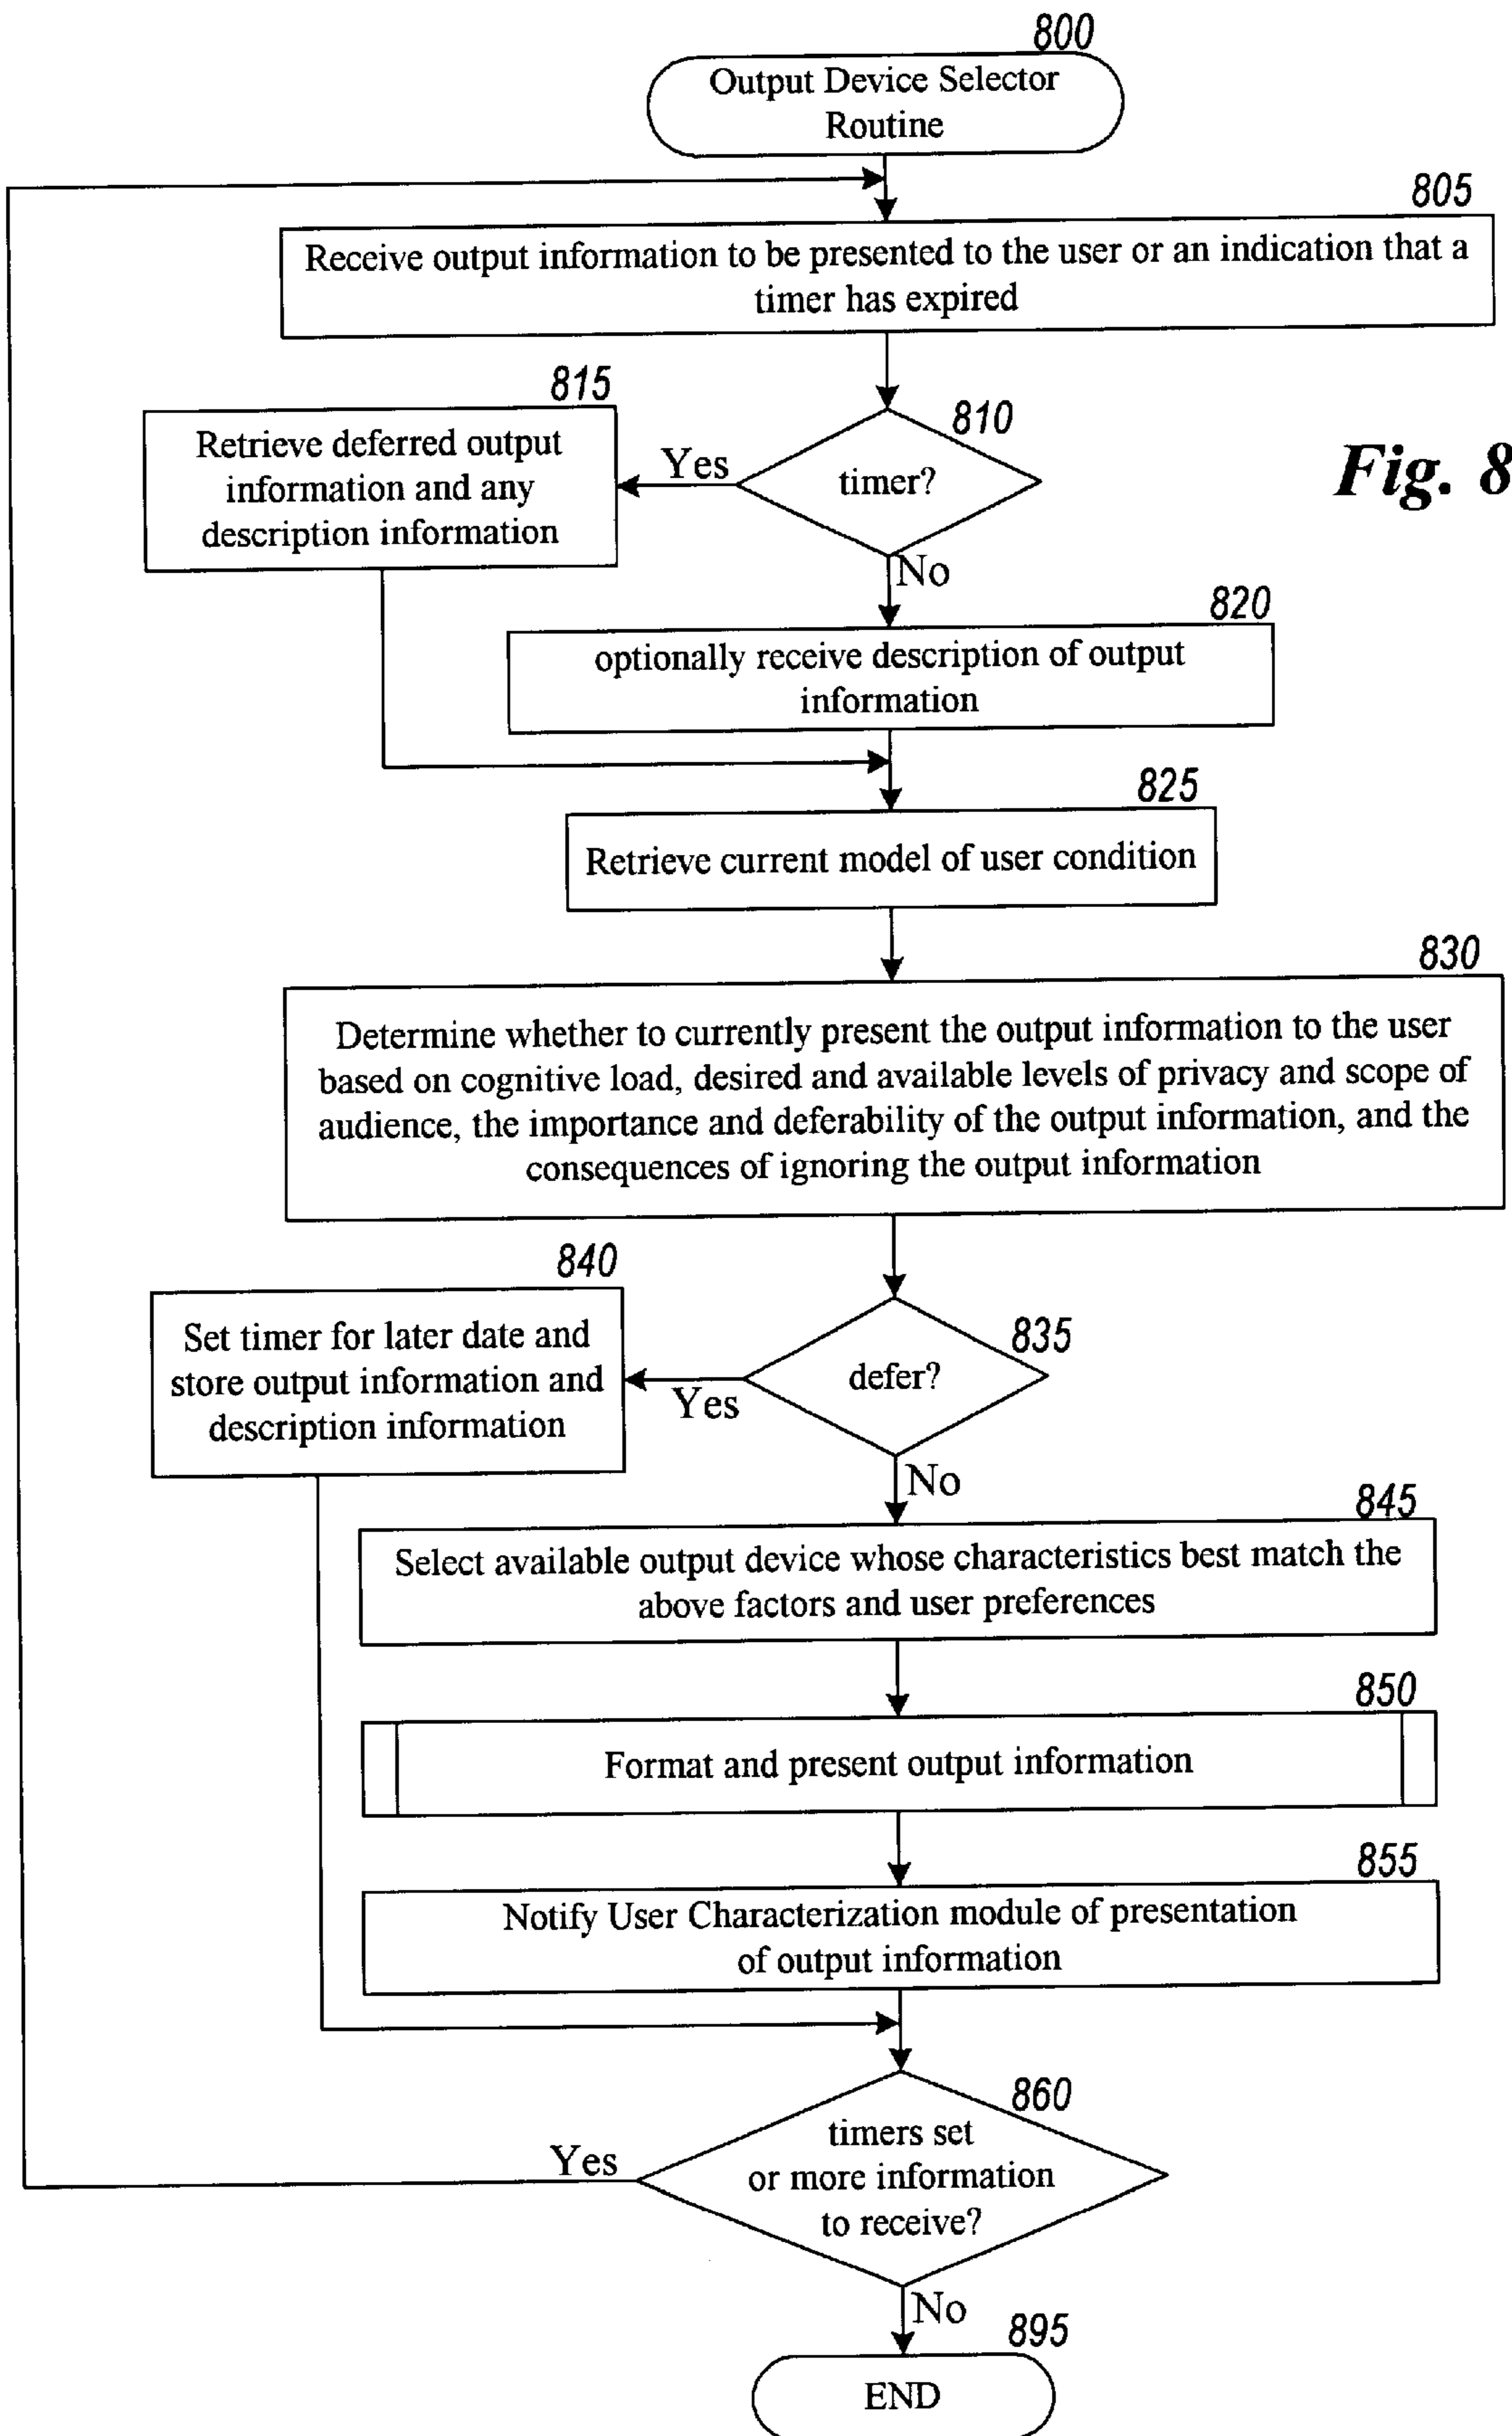 800
Output Device Selector
Routine
805
Receive output information to be presented to the user or an indication that a
timer has expired
815
Retrieve deferred output
information and any
description information
Yes
810
timer?
Fig. 8
No
820
optionally receive description of output
information
825
Retrieve current model of user condition
830
Determine whether to currently present the output information to the user
based on cognitive load, desired and available levels of privacy and scope of
audience, the importance and deferability of the output information, and the
consequences of ignoring the output information
840
Set timer for later date and
store output information and
description information
Yes
835
defer?
No
845
Select available output device whose characteristics best match the
above factors and user preferences
850
Format and present output information
855
Notify User Characterization module of presentation
of output information
860
timers set
or more information
to receive?
Yes
No
895
END